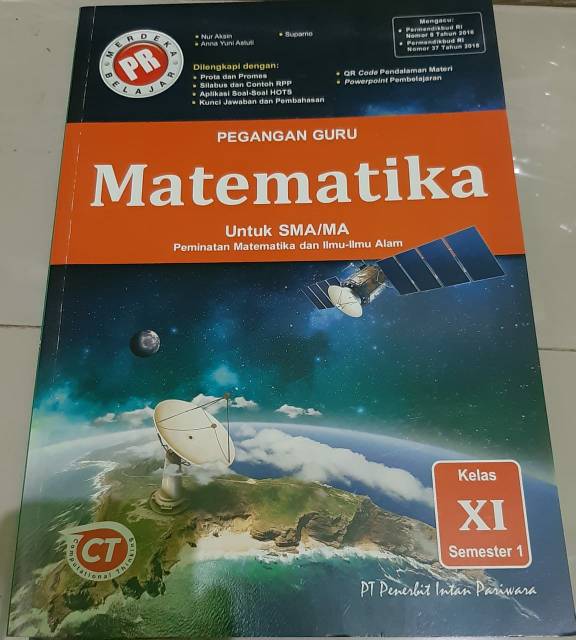 MERDEKA
PR
BELAJAR
• Nur Aksin
• Anna Yuni Astuti
• Suparno
Mengacu:
• Permendikbud RI
Nomor 8 Tahun 2016
• Permendikbud RI
Nomor 37 Tahun 2018
Dilengkapi dengan:
• Prota dan Promes
• Silabus dan Contoh RPP
• Aplikasi Soal-Soal HOTS
• Kunci Jawaban dan Pembahasan
• QR Code Pendalaman Materi
• Powerpoint Pembelajaran
PEGANGAN GURU
Matematika
Untuk SMA/MA
Peminatan Matematika dan Ilmu-Ilmu Alam
Kelas
XI
Semester 1
CT
Computational Thinking
PT Penerbit Intan Pariwara